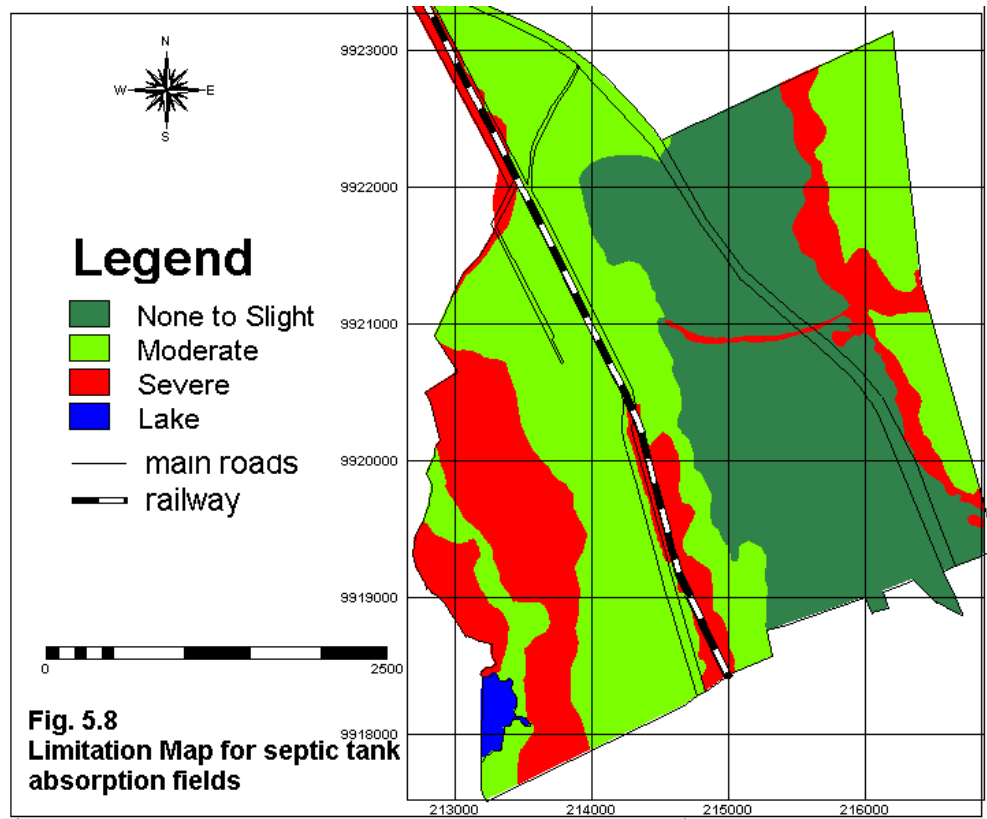 N
W E
S
Legend
None to Slight
Moderate
Severe
Lake
main roads
railway
0 2500
Fig. 5.8
Limitation Map for septic tank
absorption fields
9923000
9922000
9921000
9920000
9919000
9918000
213000 214000 215000 216000